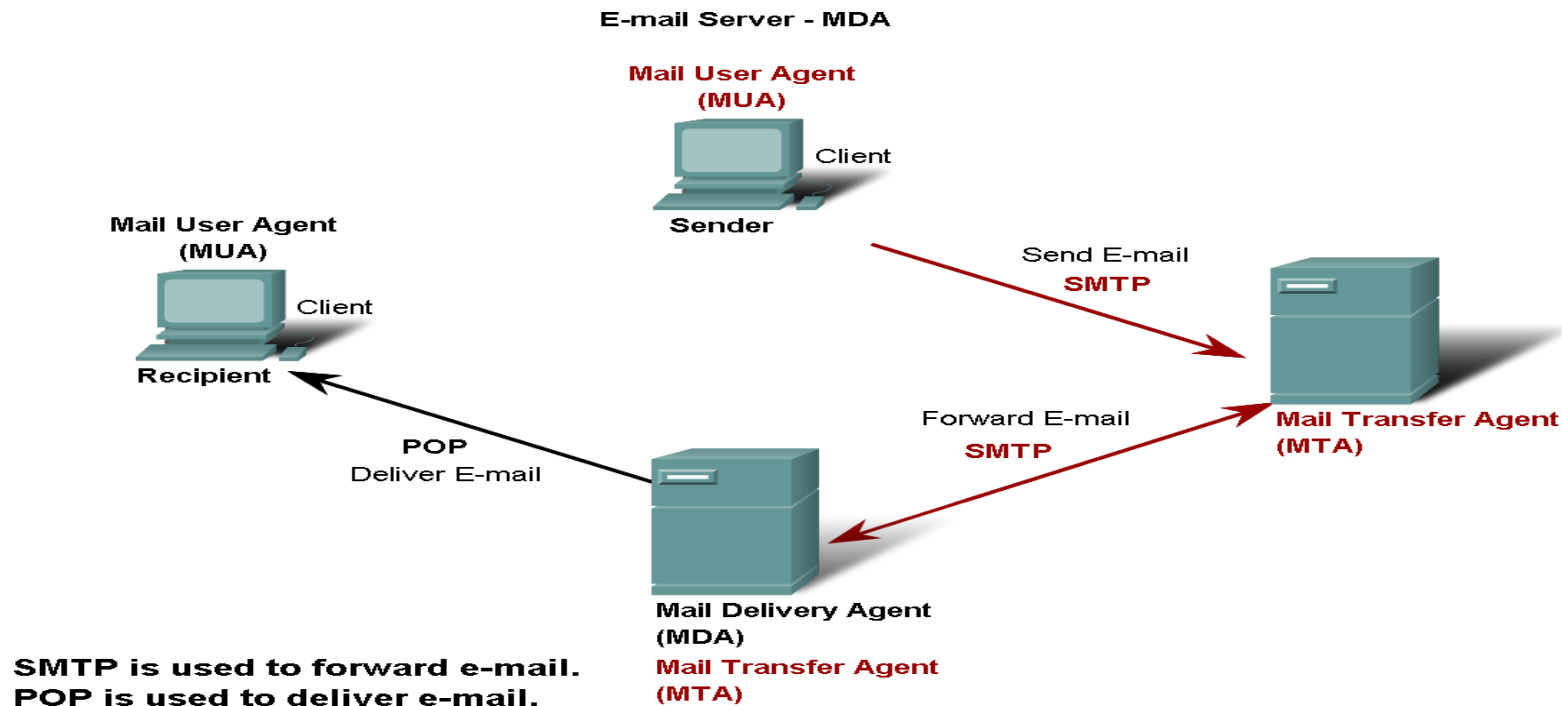 E-mail Server - MDA
Mail User Agent
(MUA)
Client
Sender
Mail User Agent
(MUA)
Client
Recipient
Send E-mail
SMTP
Mail Transfer Agent
(MTA)
Forward E-mail
SMTP
POP
Deliver E-mail
Mail Delivery Agent
(MDA)
Mail Transfer Agent
(MTA)
SMTP is used to forward e-mail.
POP is used to deliver e-mail.